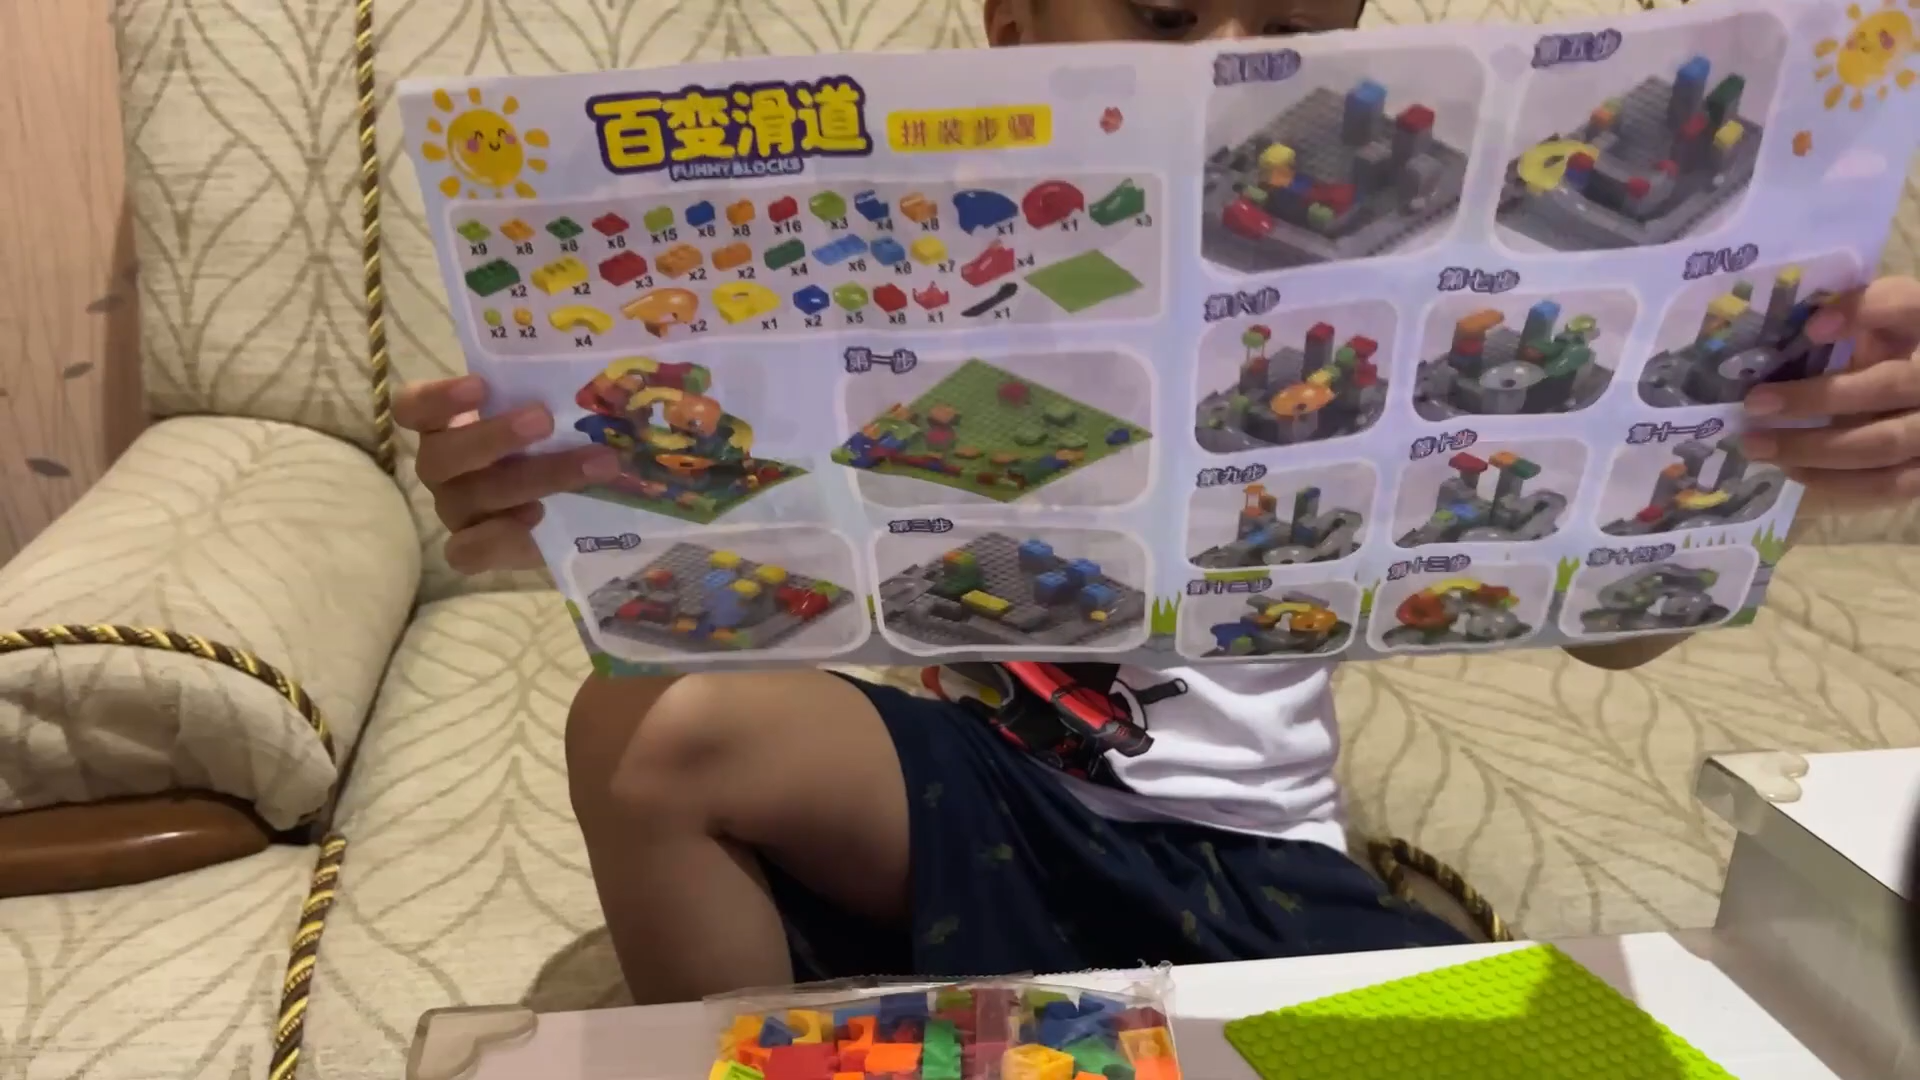 百变滑道
拼装步骤
FUNNY BLOCKS
x9 x8 x8 x8 x15 x8 x8 x16 x3 x4 x8 x1 x1 x3
x2 x2 x3 x2 x2 x4 x6 x8 x7 x4
x2 x2 x4 x2 x1 x2 x5 x8 x1 x1
第一步
第二步
第三步
第四步
第五步
第六步
第七步
第八步
第九步
第十步
第十一步
第十二步
第十三步
第十四步